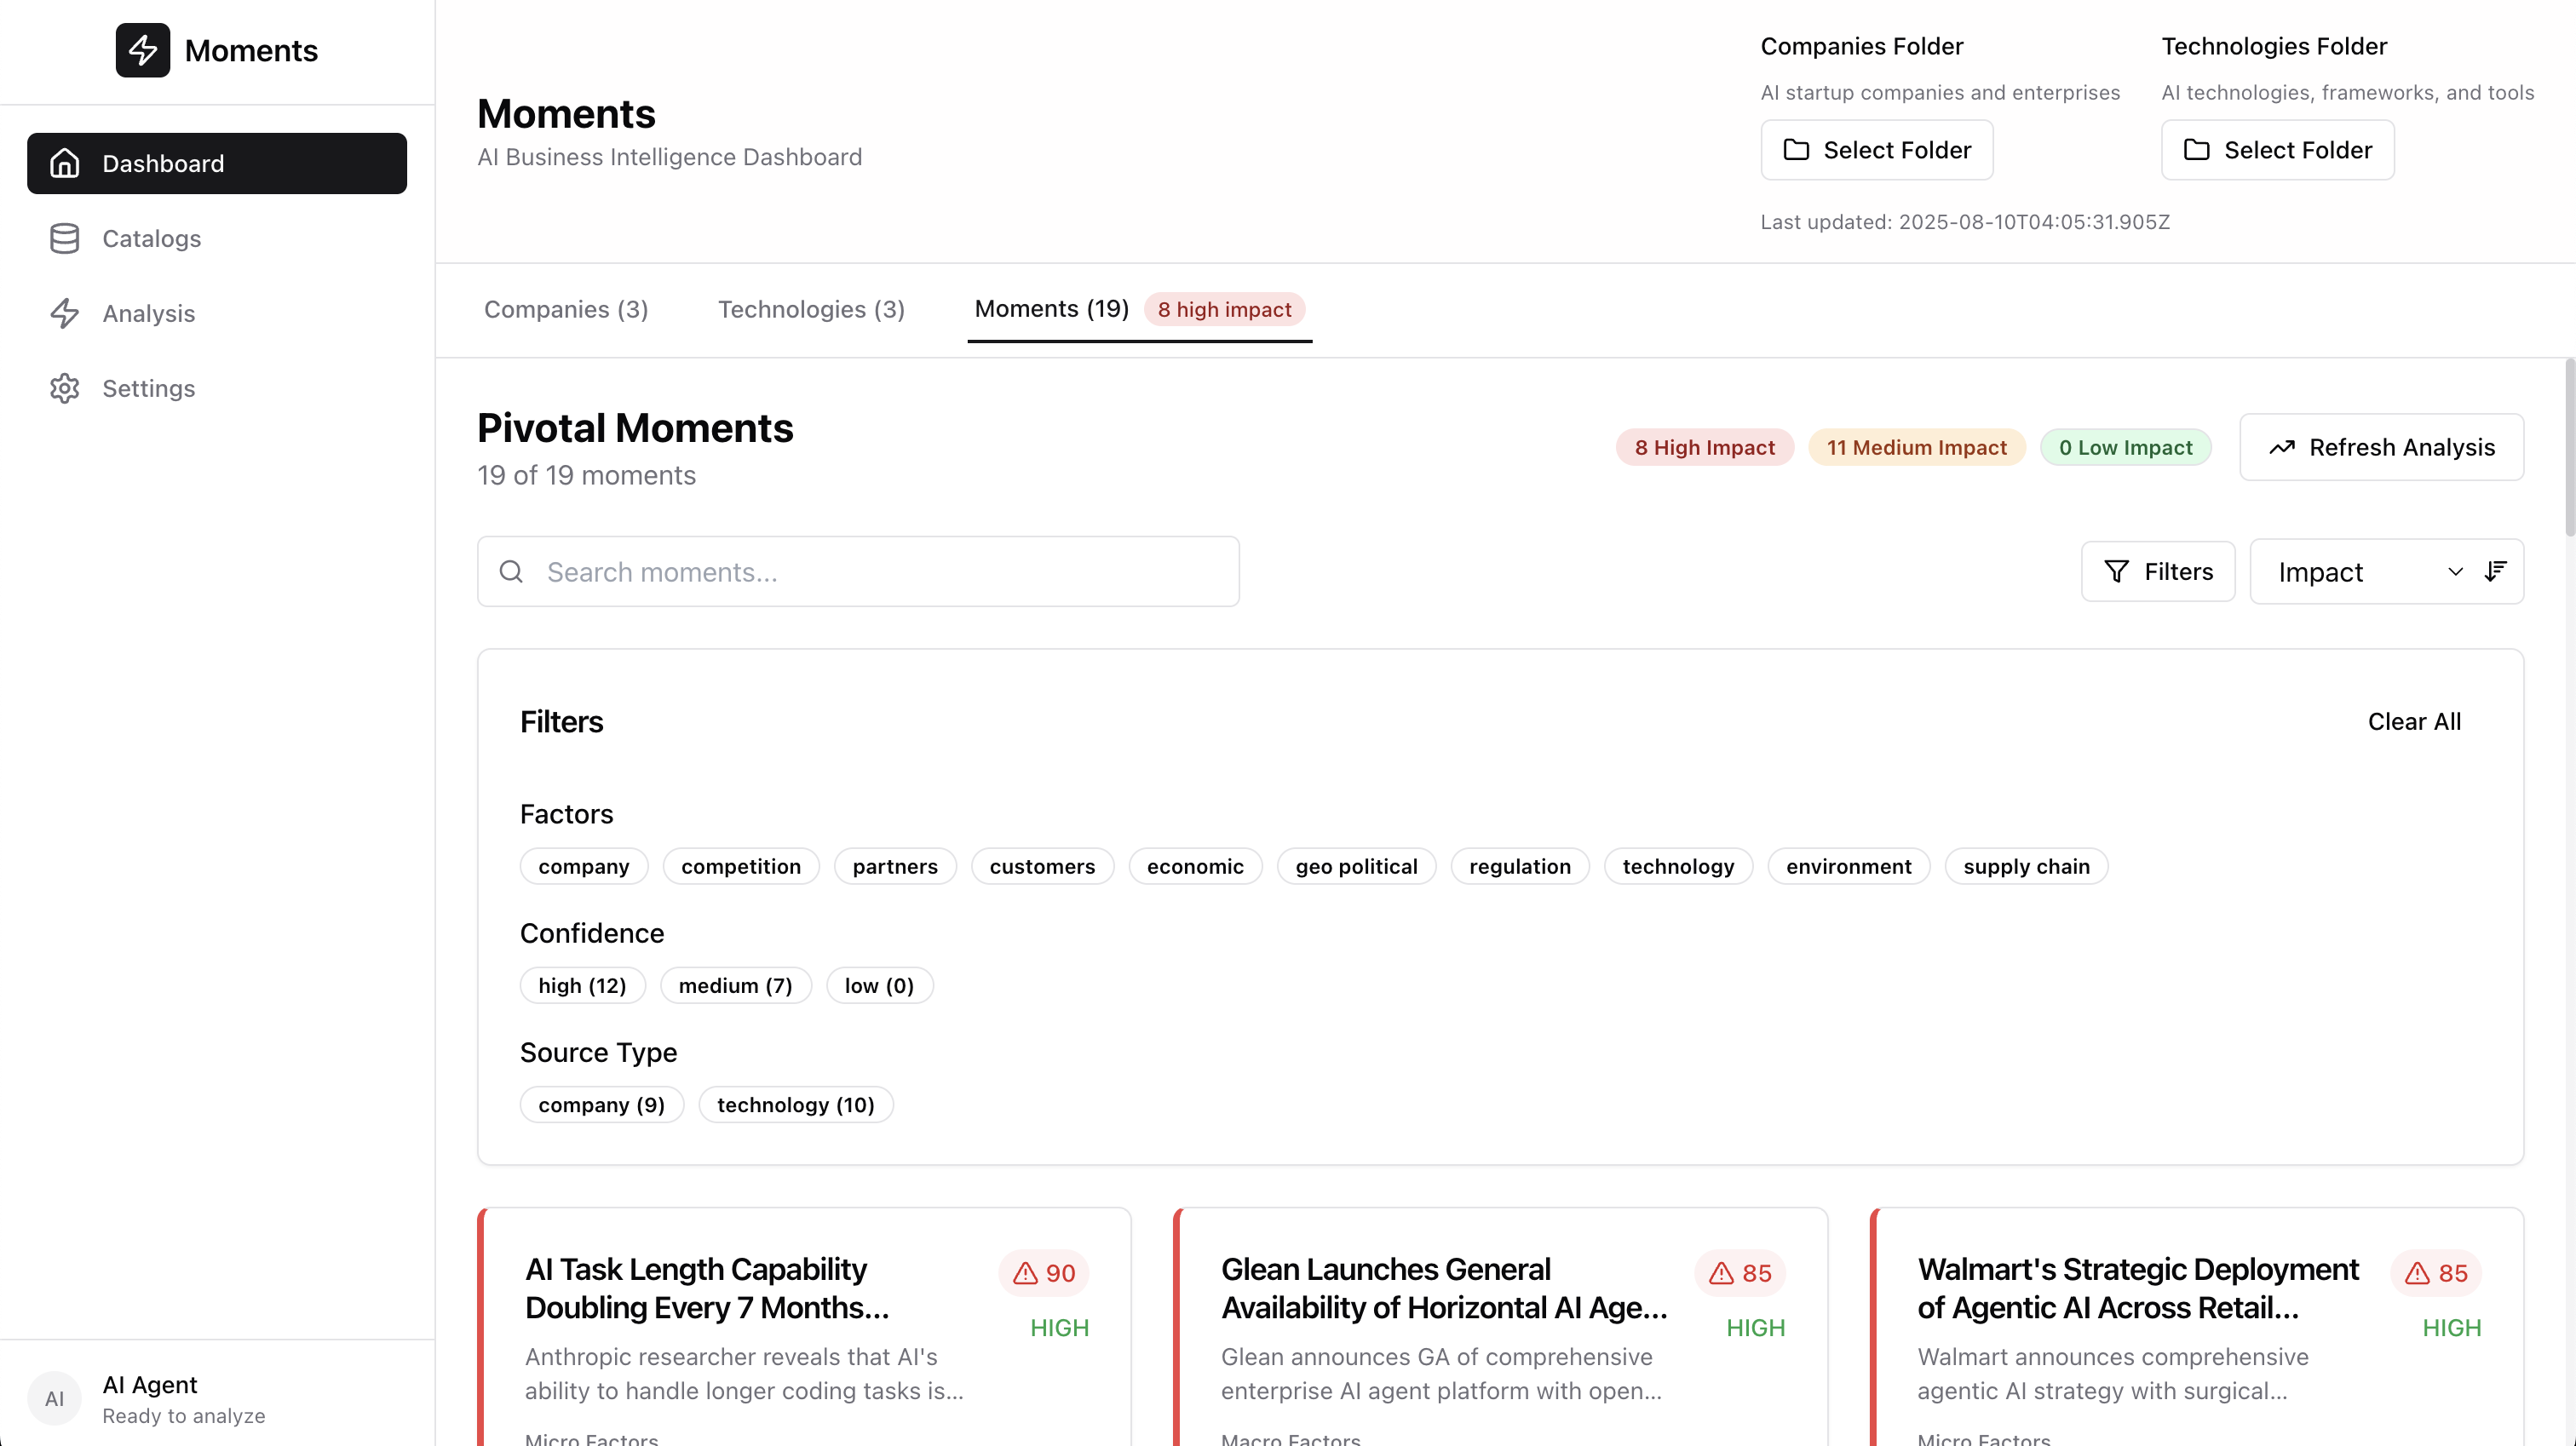 Moments
Dashboard
Catalogs
Analysis
Settings
AI
AI Agent
Ready to analyze
Moments
AI Business Intelligence Dashboard
Companies Folder
AI startup companies and enterprises
Select Folder
Technologies Folder
AI technologies, frameworks, and tools
Select Folder
Last updated: 2025-08-10T04:05:31.905Z
Companies (3)
Technologies (3)
Moments (19)
8 high impact
Pivotal Moments
19 of 19 moments
8 High Impact
11 Medium Impact
0 Low Impact
Refresh Analysis
Search moments...
Filters
Impact
Filters
Clear All
Factors
company
competition
partners
customers
economic
geo political
regulation
technology
environment
supply chain
Confidence
high (12)
medium (7)
low (0)
Source Type
company (9)
technology (10)
AI Task Length Capability
Doubling Every 7 Months...
90
HIGH
Anthropic researcher reveals that AI's
ability to handle longer coding tasks is...
Micro Factors
Glean Launches General
Availability of Horizontal AI Age...
85
HIGH
Glean announces GA of comprehensive
enterprise AI agent platform with open...
Macro Factors
Walmart's Strategic Deployment
of Agentic AI Across Retail...
85
HIGH
Walmart announces comprehensive
agentic AI strategy with surgical...
Micro Factors